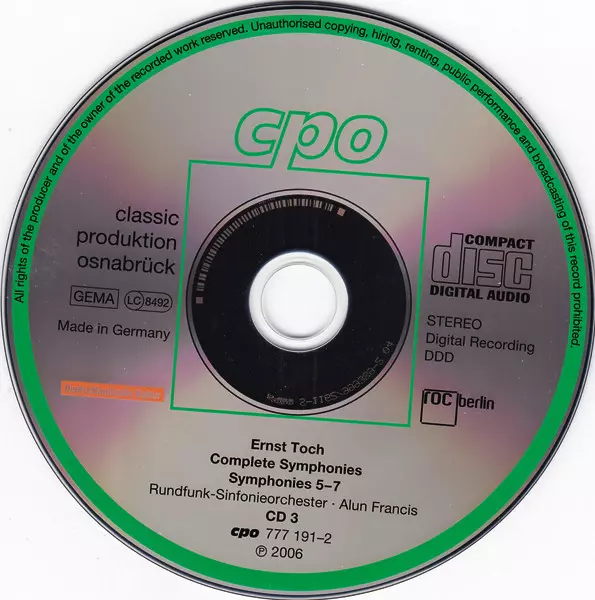 All rights of the producer and of the owner of the recorded work reserved. Unauthorised copying, hiring, renting, public performance and broadcasting of this record prohibited.
cpo
classic
produktion
osnabrück
GEMA LC 8492
Made in Germany
COMPACT
disc
DIGITAL AUDIO
STEREO
Digital Recording
DDD
roc berlin
Ernst Toch
Complete Symphonies
Symphonies 5–7
Rundfunk-Sinfonieorchester · Alun Francis
CD 3
cpo 777 191–2
℗ 2006